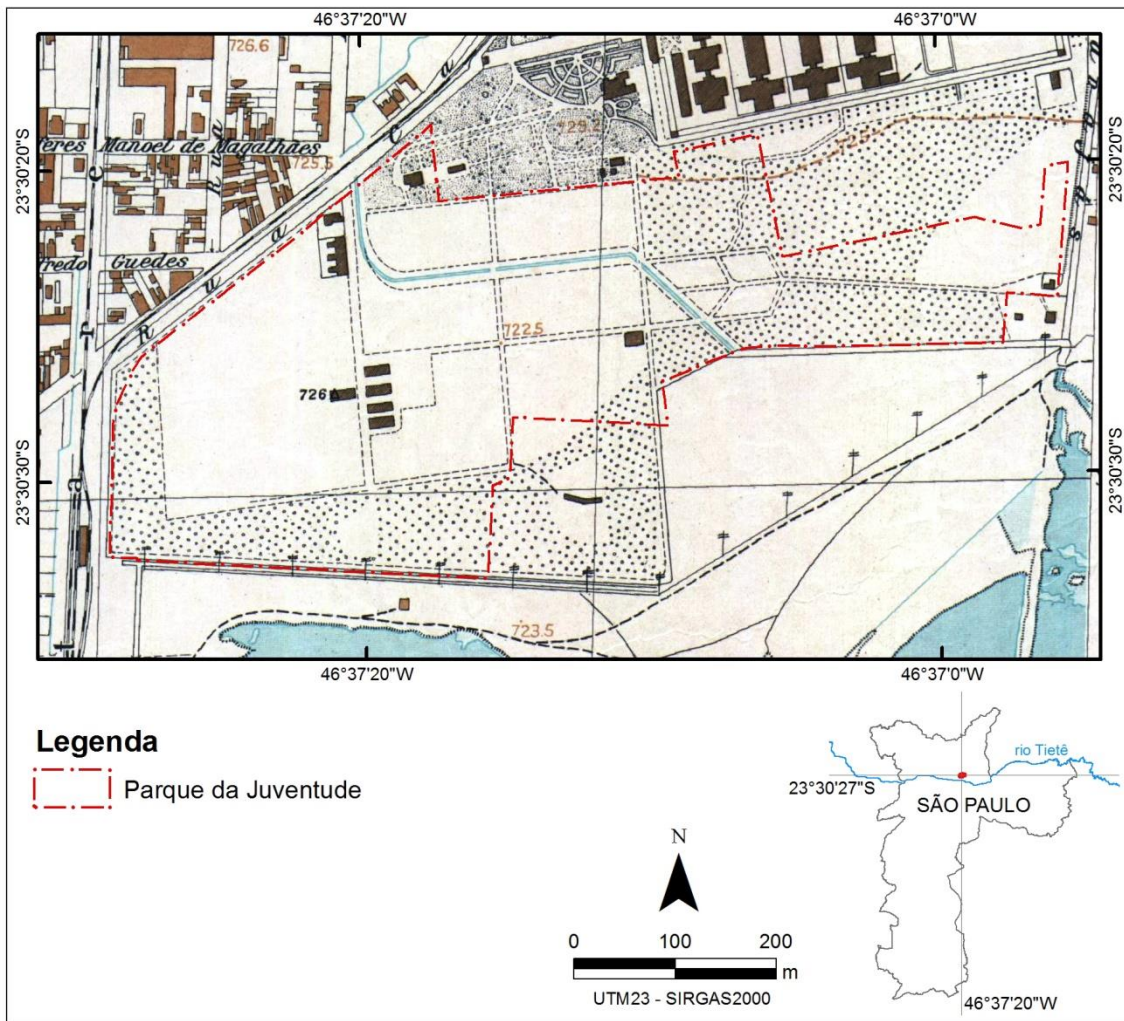 46°37'20"W 46°37'0"W
726.6
23°30'20"S 23°30'20"S
Manoel de Magalhães
Rua
725.5
729.2
Guedes
Rua
722.5
726
23°30'30"S 23°30'30"S
723.5
46°37'20"W 46°37'0"W
Legenda
Parque da Juventude
rio Tietê
23°30'27"S
SÃO PAULO
N
0 100 200
m
UTM23 - SIRGAS2000
46°37'20"W